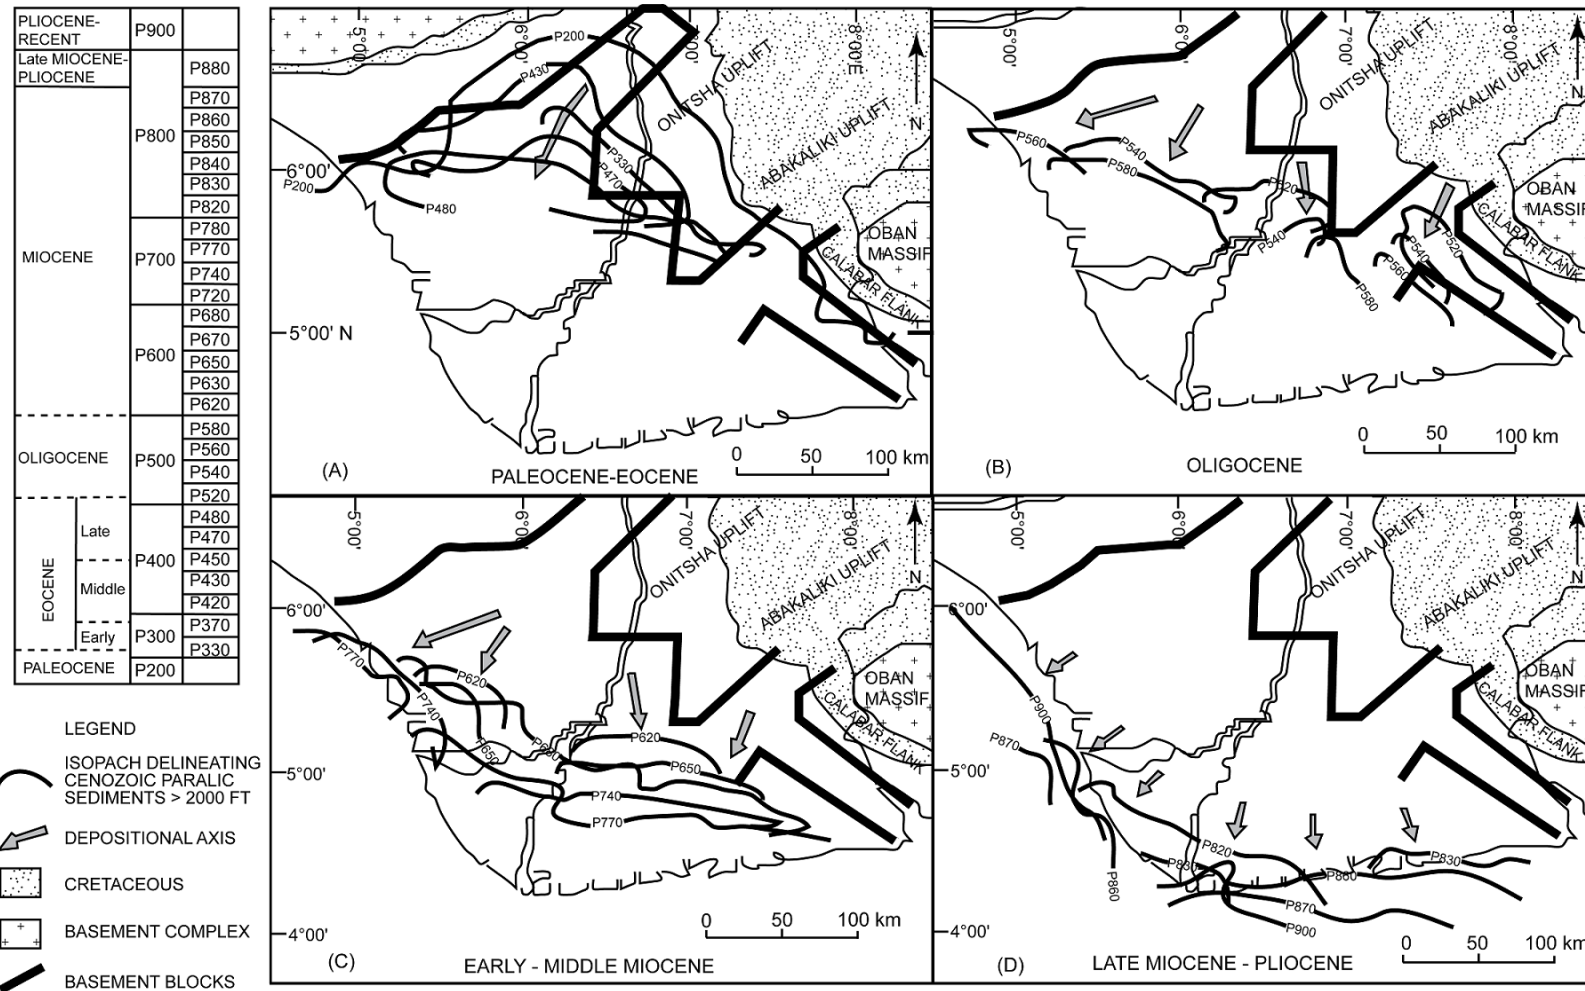 PLIOCENE-
RECENT
P900
Late MIOCENE-
PLIOCENE
P880
MIOCENE
P800
P870
P860
P850
P840
P830
P820
P700
P780
P770
P740
P720
P600
P680
P670
P650
P630
P620
OLIGOCENE
P500
P580
P560
P540
P520
EOCENE
Late
Middle
Early
P400
P480
P470
P450
P430
P420
P300
P370
P330
PALEOCENE
P200
LEGEND
ISOPACH DELINEATING
CENOZOIC PARALIC
SEDIMENTS > 2000 FT
DEPOSITIONAL AXIS
CRETACEOUS
BASEMENT COMPLEX
BASEMENT BLOCKS
5°00'
6°00'
8°00'E
P200
P430
ONITSHA UPLIFT
ABAKALIKI UPLIFT
N
6°00'
P200
P330
P470
P480
OBAN
MASSIF
CALABAR FLANK
5°00' N
0 50 100 km
(A)
PALEOCENE-EOCENE
5°00'
6°00'
7°00'
8°00'
ONITSHA UPLIFT
ABAKALIKI UPLIFT
N
P560
P540
P580
P520
OBAN
MASSIF
CALABAR FLANK
P540
P540
P520
P560
P580
0 50 100 km
(B)
OLIGOCENE
5°00'
6°00'
7°00'
8°00'
ONITSHA UPLIFT
ABAKALIKI UPLIFT
N
6°00'
P770
P620
P740
OBAN
MASSIF
CALABAR FLANK
P650
P680
P620
P650
5°00'
P740
P770
0 50 100 km
4°00'
(C)
EARLY - MIDDLE MIOCENE
5°00'
6°00'
7°00'
8°00'
ONITSHA UPLIFT
ABAKALIKI UPLIFT
N
6°00'
OBAN
MASSIF
CALABAR FLANK
P900
P870
5°00'
P820
P830
P830
P860
P860
P870
P900
4°00'
0 50 100 km
(D)
LATE MIOCENE - PLIOCENE